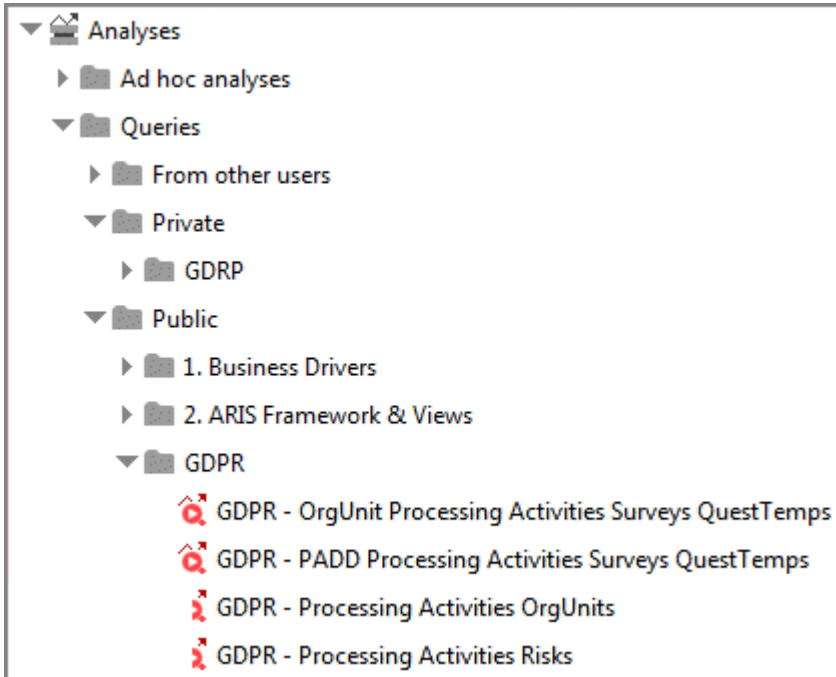 Analyses
Ad hoc analyses
Queries
From other users
Private
GDRP
Public
1. Business Drivers
2. ARIS Framework & Views
GDPR
GDPR - OrgUnit Processing Activities Surveys QuestTemps
GDPR - PADD Processing Activities Surveys QuestTemps
GDPR - Processing Activities OrgUnits
GDPR - Processing Activities Risks